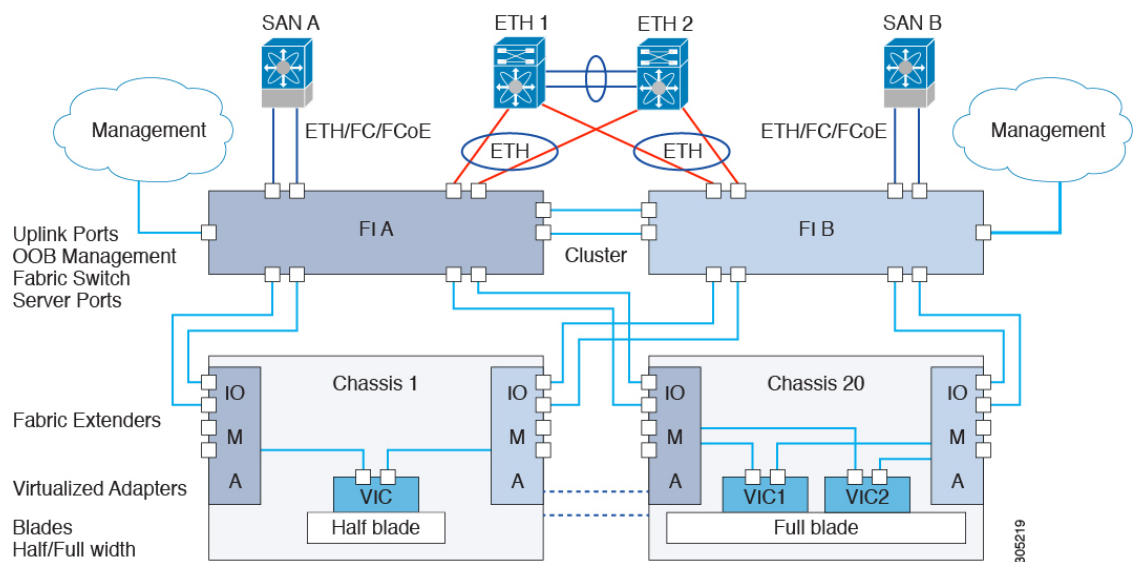 SAN A
ETH 1
ETH 2
SAN B
Management
ETH/FC/FCoE
ETH
ETH
ETH/FC/FCoE
Management
FI A
FI B
Cluster
Uplink Ports
OOB Management
Fabric Switch
Server Ports
Chassis 1
Chassis 20
IO
M
A
IO
M
A
IO
M
A
IO
M
A
Fabric Extenders
Virtualized Adapters
VIC
VIC1
VIC2
Blades
Half/Full width
Half blade
Full blade
305219